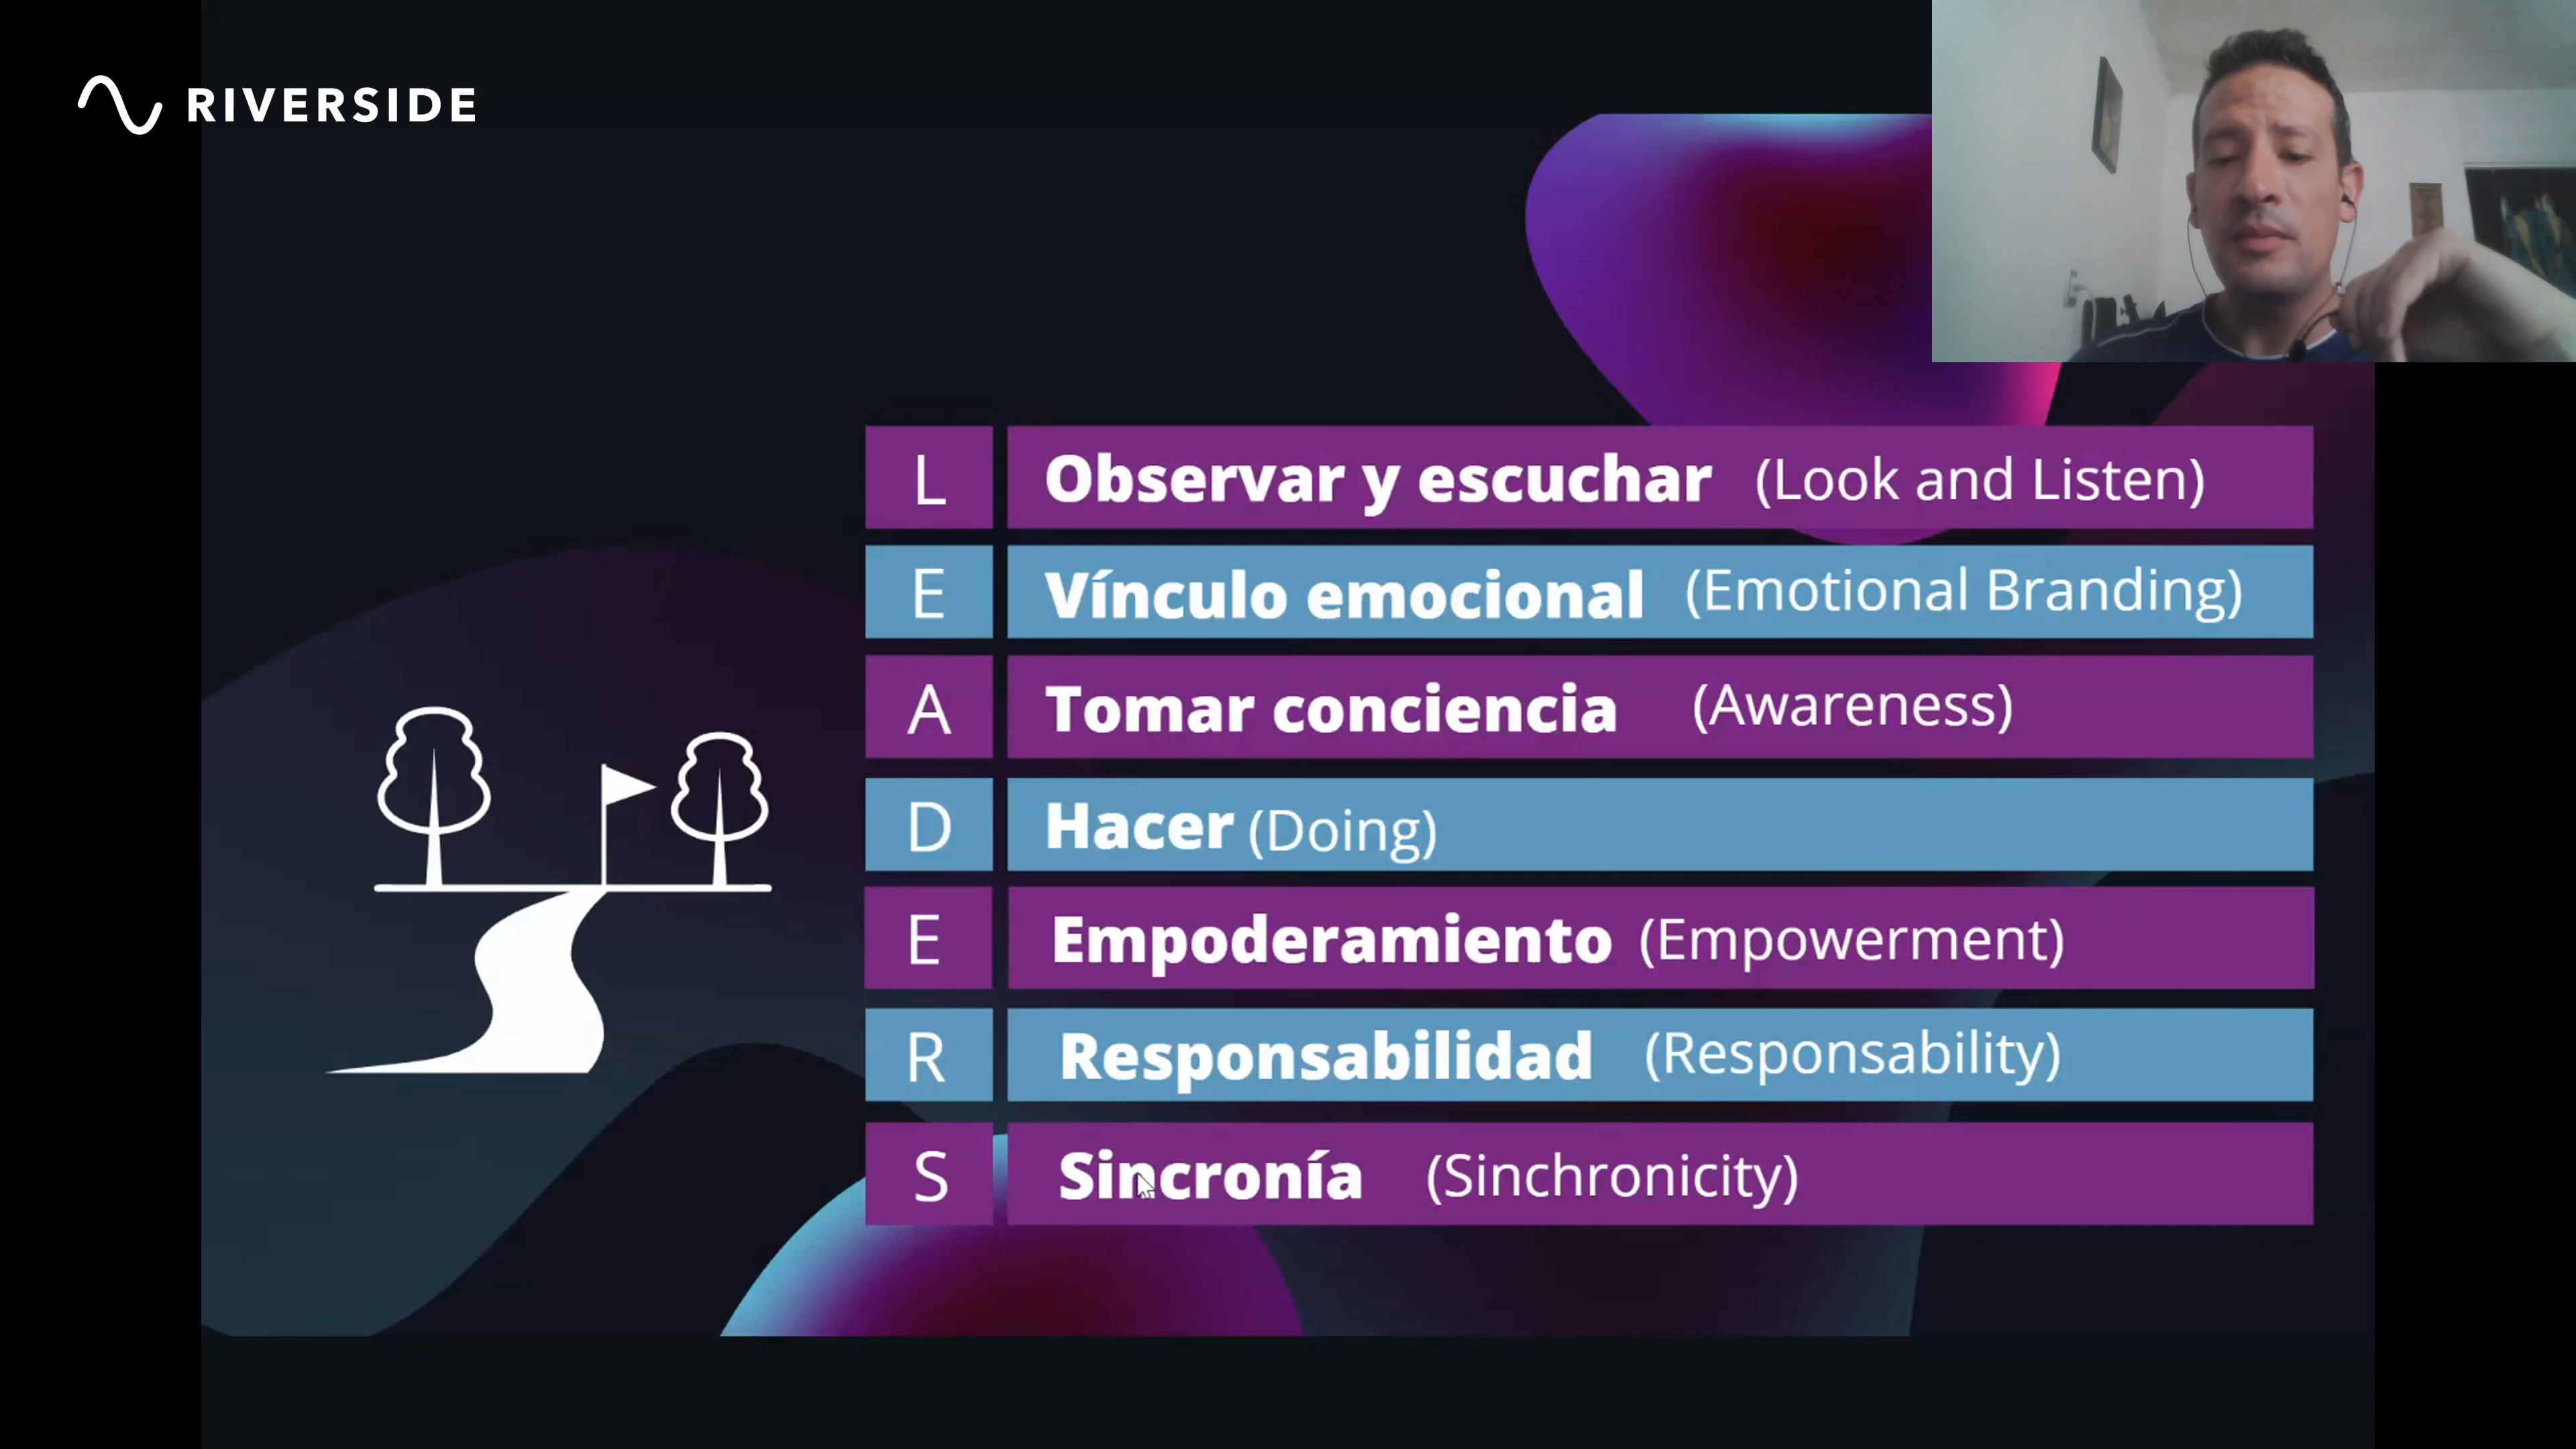 RIVERSIDE
L Observar y escuchar (Look and Listen)
E Vínculo emocional (Emotional Branding)
A Tomar conciencia (Awareness)
D Hacer (Doing)
E Empoderamiento (Empowerment)
R Responsabilidad (Responsability)
S Sincronía (Sinchronicity)